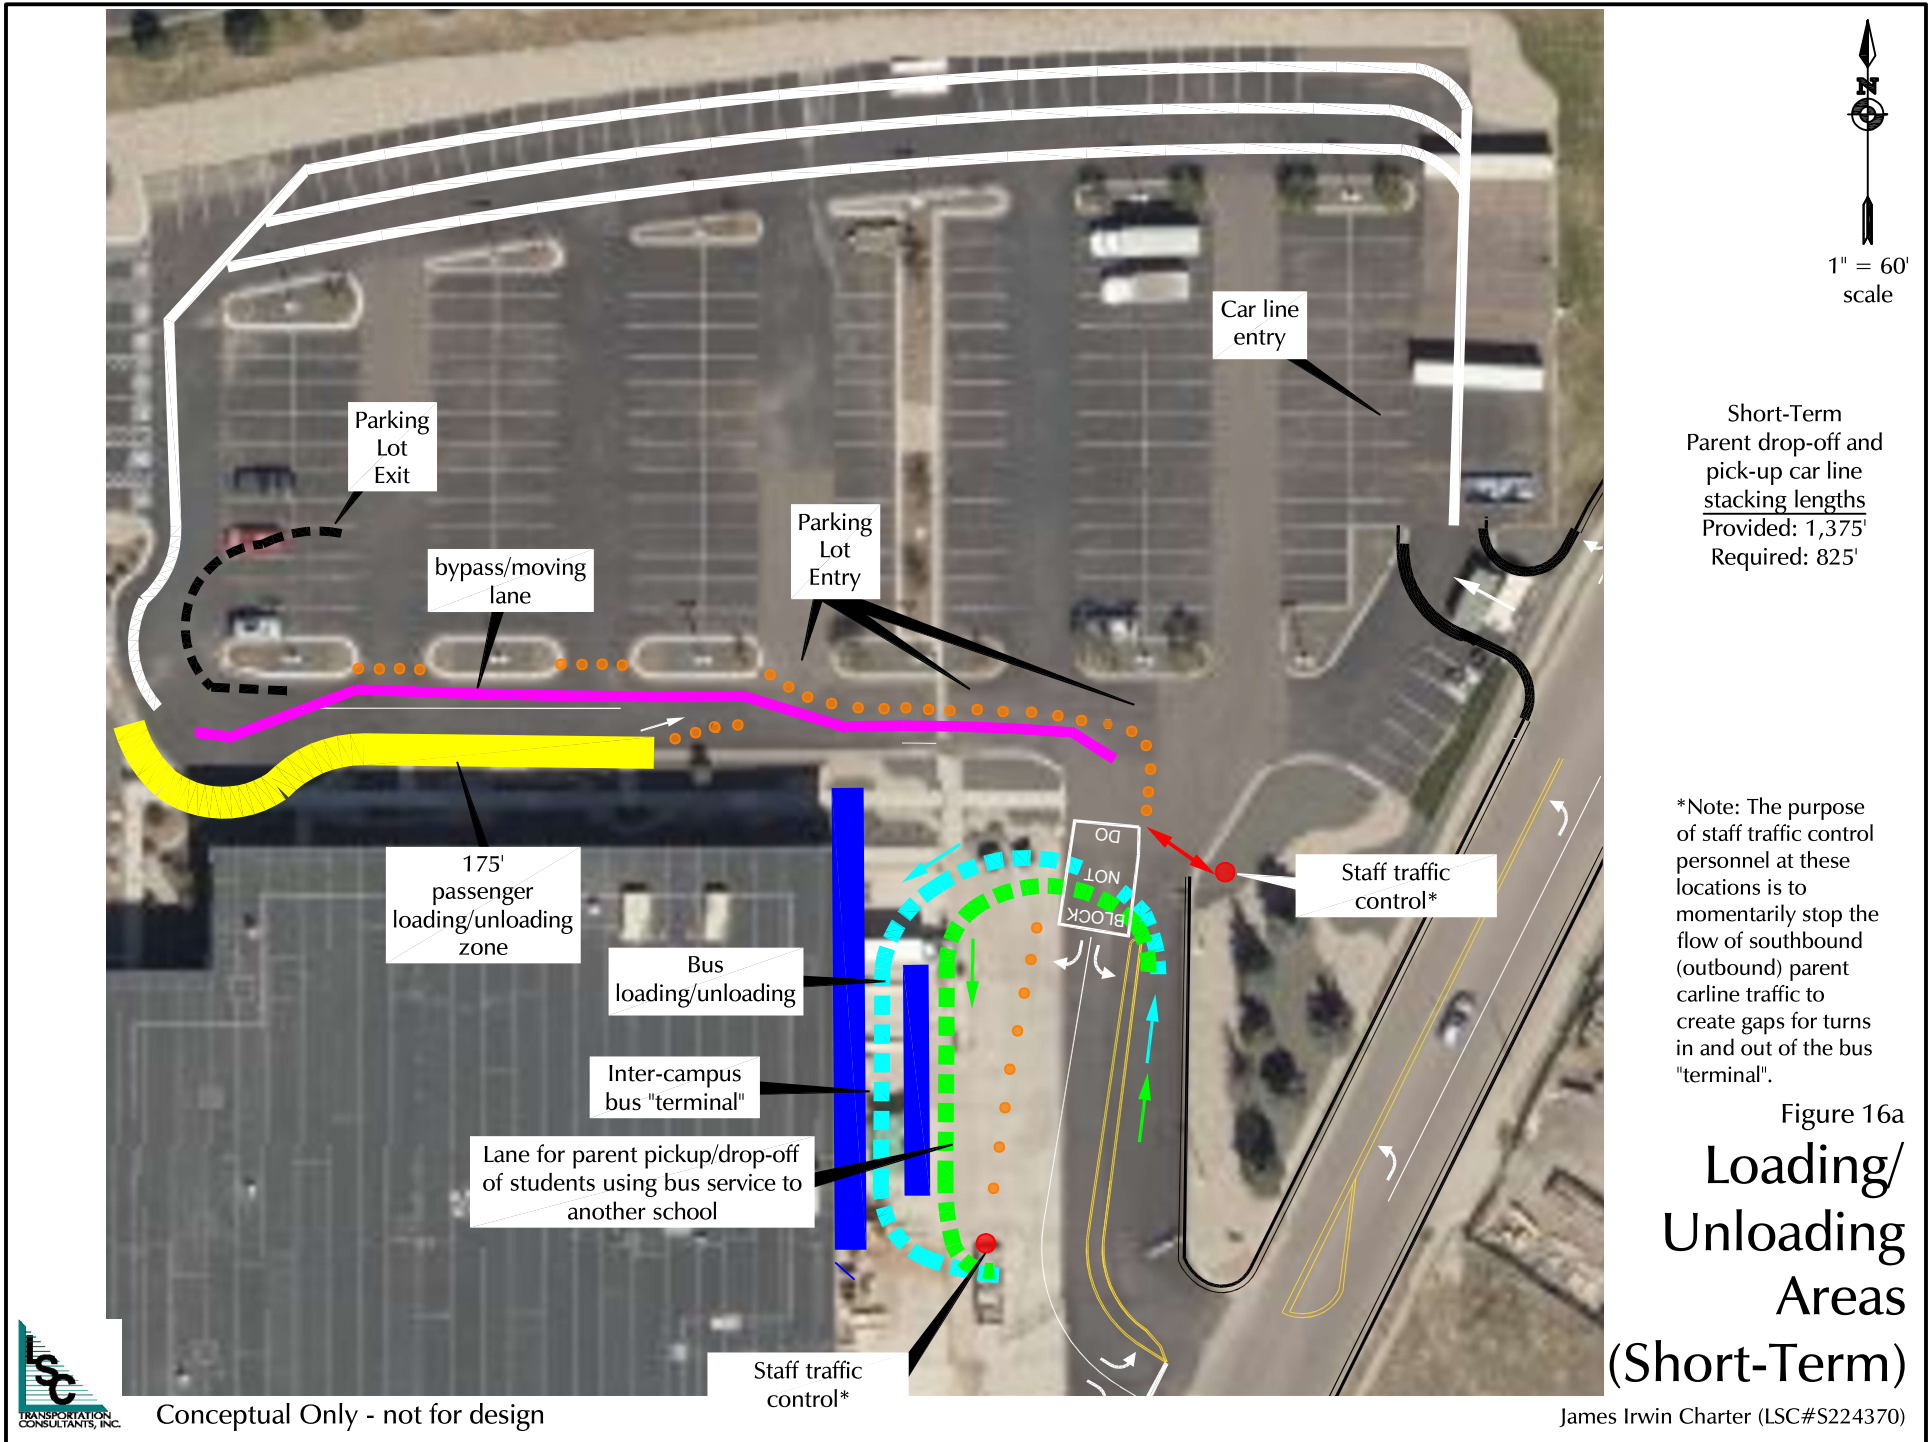 N
1" = 60'
scale
Car line
entry
Parking
Lot
Exit
Short-Term
Parent drop-off and
pick-up car line
stacking lengths
Provided: 1,375'
Required: 825'
Parking
Lot
Entry
bypass/moving
lane
175'
passenger
loading/unloading
zone
DO
NOT
BLOCK
Staff traffic
control*
*Note: The purpose
of staff traffic control
personnel at these
locations is to
momentarily stop the
flow of southbound
(outbound) parent
carline traffic to
create gaps for turns
in and out of the bus
"terminal".
Bus
loading/unloading
Inter-campus
bus "terminal"
Lane for parent pickup/drop-off
of students using bus service to
another school
Staff traffic
control*
Figure 16a
Loading/
Unloading
Areas
(Short-Term)
LSC
TRANSPORTATION
CONSULTANTS, INC.
Conceptual Only - not for design
James Irwin Charter (LSC#S224370)